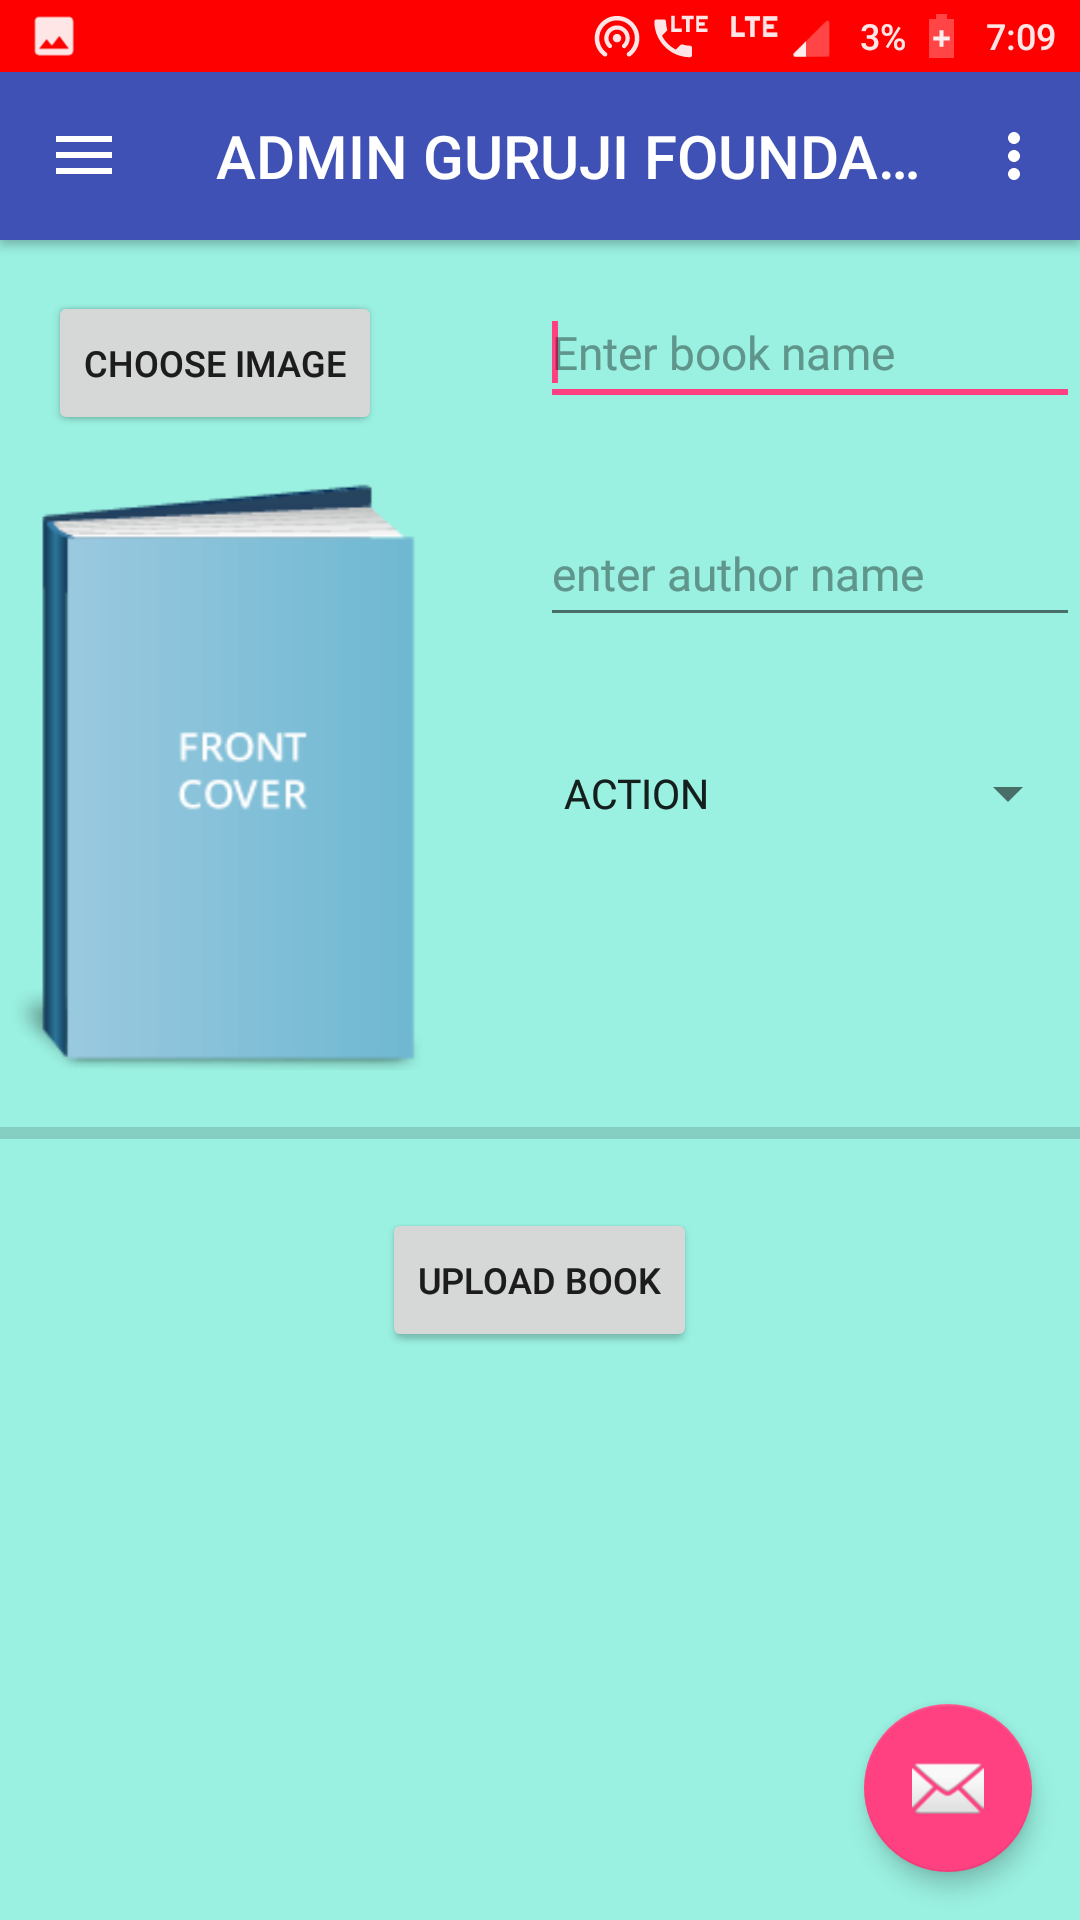 LTE LTE 3% 7:09
ADMIN GURUJI FOUNDA...
CHOOSE IMAGE
Enter book name
enter author name
FRONT
COVER
ACTION
UPLOAD BOOK